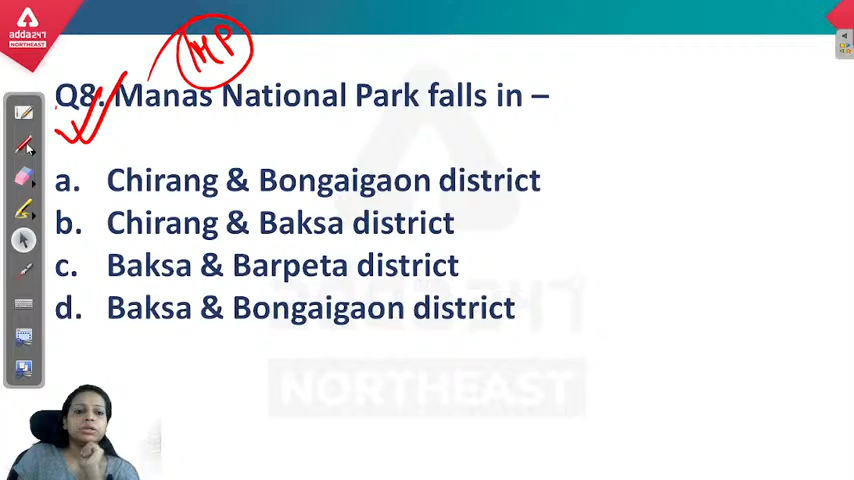 adda247
NORTHEAST
MP
Q8. Manas National Park falls in –
a. Chirang & Bongaigaon district
b. Chirang & Baksa district
c. Baksa & Barpeta district
d. Baksa & Bongaigaon district
adda247
NORTHEAST